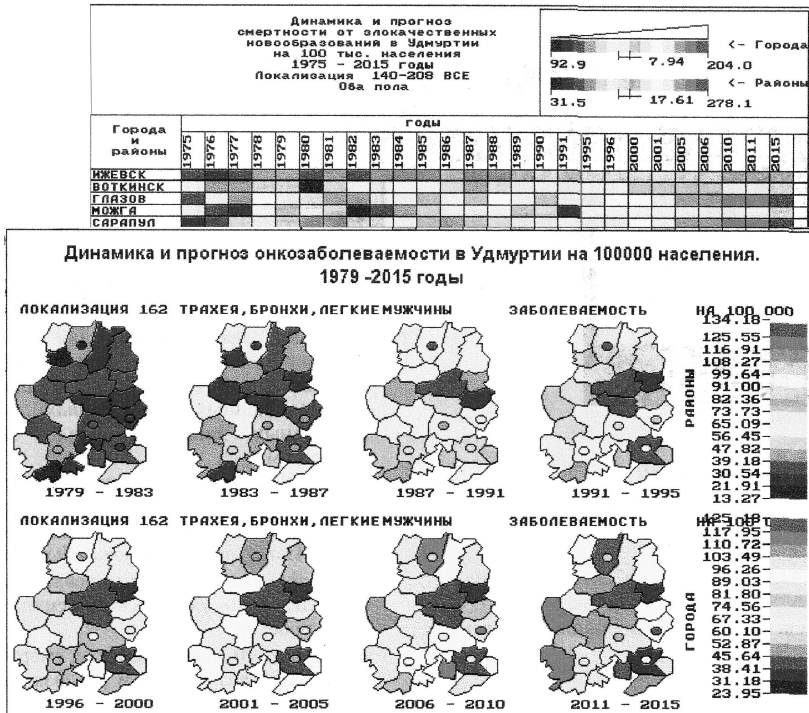 Динамика и прогноз
смертности от злокачественных
новообразований в Удмуртии
на 100 тыс. населения
1975 - 2015 годы
Локализация 140-208 ВСЕ
Оба пола
<- Города
92.9 7.94 204.0
<- Районы
31.5 17.61 278.1
Города
и
районы
ГОДЫ
1975 1976 1977 1978 1979 1980 1981 1982 1983 1984 1985 1986 1987 1988 1989 1990 1991 1995 1996 2000 2001 2005 2006 2010 2011 2015
ИЖЕВСК
ВОТКИНСК
ГЛАЗОВ
МОЖГА
САРАПУЛ
Динамика и прогноз онкозаболеваемости в Удмуртии на 100000 населения.
1979 -2015 годы
ЛОКАЛИЗАЦИЯ 162 ТРАХЕЯ,БРОНХИ,ЛЕГКИЕ МУЖЧИНЫ ЗАБОЛЕВАЕМОСТЬ НА 100 000
134.18
125.55
116.91
108.27
99.64
91.00
82.36
73.73
65.09
56.45
47.82
39.18
30.54
21.91
13.27
РАЙОНЫ
1979 - 1983 1983 - 1987 1987 - 1991 1991 - 1995
ЛОКАЛИЗАЦИЯ 162 ТРАХЕЯ,БРОНХИ,ЛЕГКИЕ МУЖЧИНЫ ЗАБОЛЕВАЕМОСТЬ НА 100 0
125.18
117.95
110.72
103.49
96.26
89.03
81.80
74.56
67.33
60.10
52.87
45.64
38.41
31.18
23.95
ГОРОДА
1996 - 2000 2001 - 2005 2006 - 2010 2011 - 2015